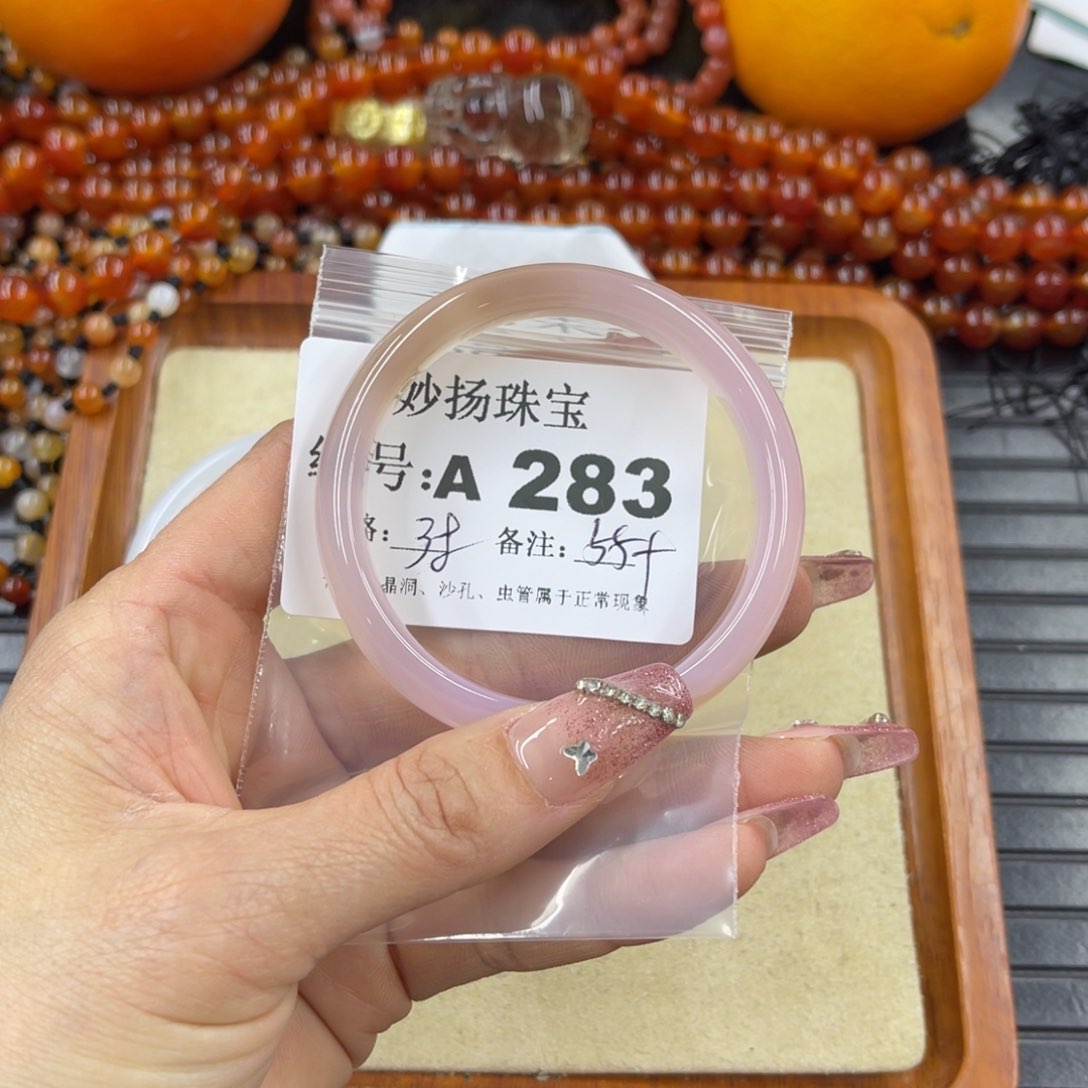 妙扬珠宝
号:A 283
格: 备注: 55+
晶洞、沙孔、虫管属于正常现象